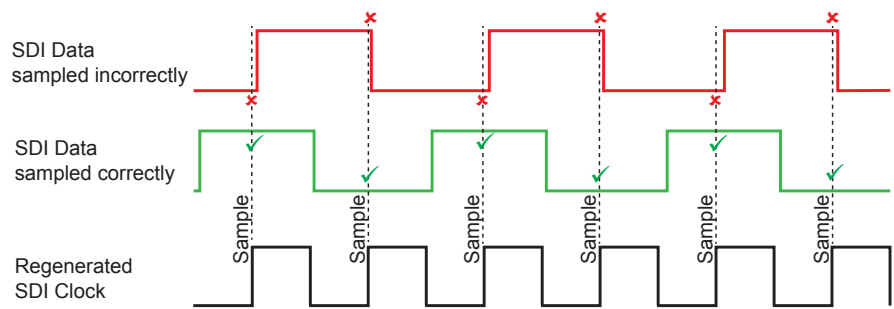 SDI Data
sampled incorrectly
SDI Data
sampled correctly
Sample
Sample
Sample
Sample
Sample
Sample
Regenerated
SDI Clock